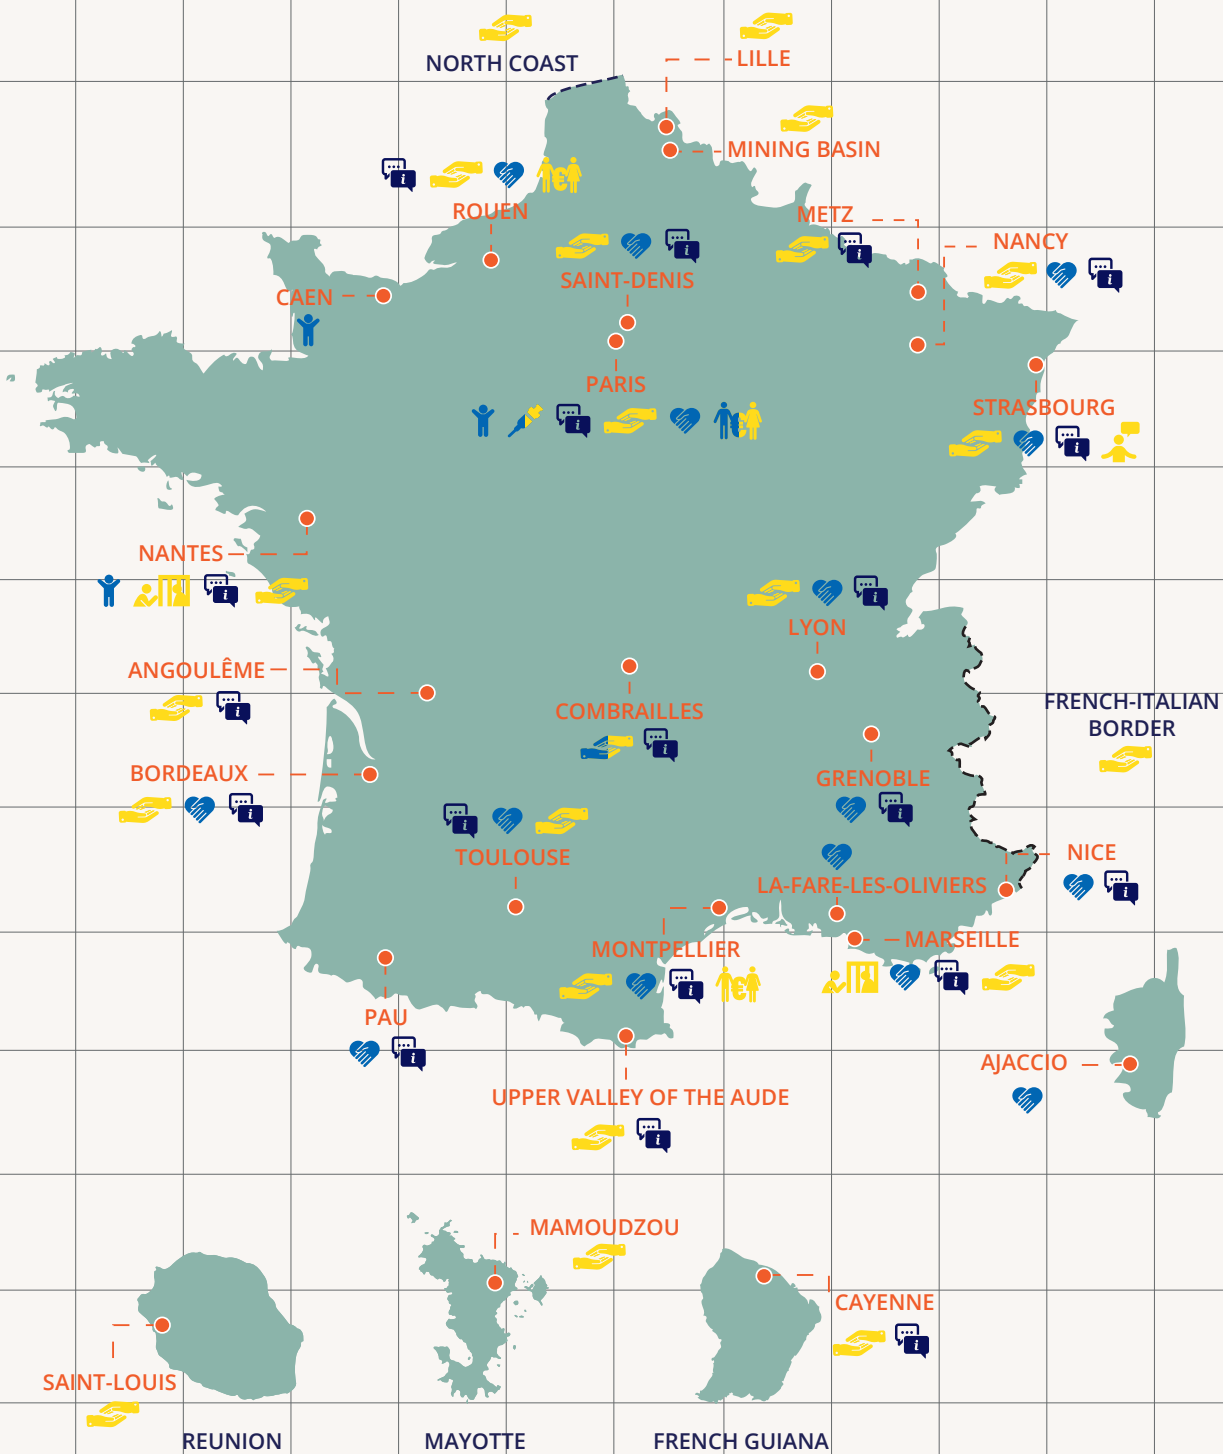 NORTH COAST
LILLE
MINING BASIN
ROUEN
METZ
NANCY
SAINT-DENIS
CAEN
PARIS
STRASBOURG
NANTES
LYON
ANGOULÊME
COMBRAILLES
FRENCH-ITALIAN
BORDER
BORDEAUX
GRENOBLE
TOULOUSE
NICE
LA-FARE-LES-OLIVIERS
MONTPELLIER
MARSEILLE
PAU
AJACCIO
UPPER VALLEY OF THE AUDE
MAMOUDZOU
CAYENNE
SAINT-LOUIS
REUNION
MAYOTTE
FRENCH GUIANA